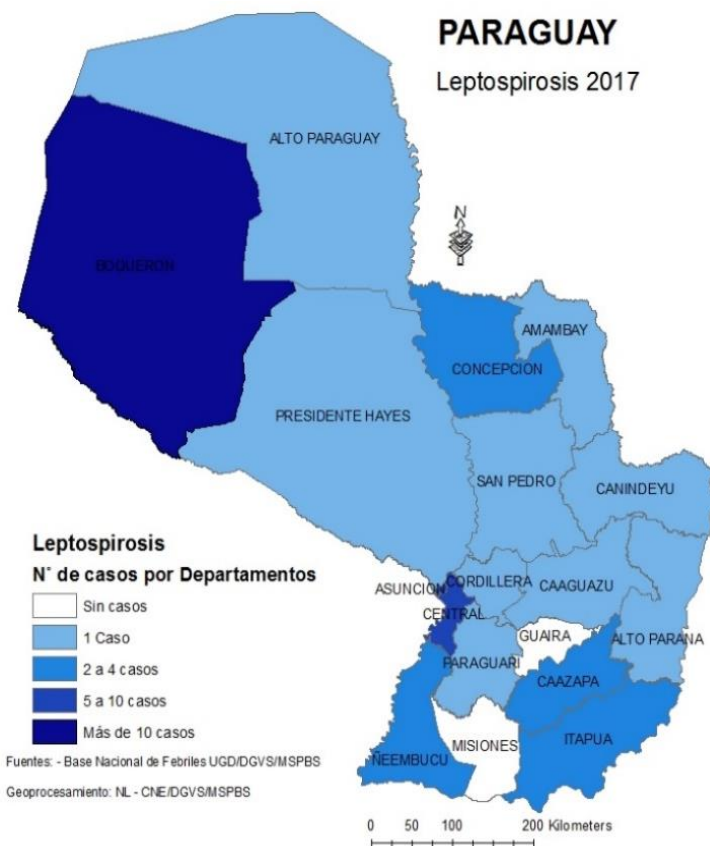 PARAGUAY
Leptospirosis 2017
N
ALTO PARAGUAY
BOQUERON
AMAMBAY
CONCEPCION
PRESIDENTE HAYES
SAN PEDRO
CANINDEYU
Leptospirosis
N° de casos por Departamentos
Sin casos
1 Caso
2 a 4 casos
5 a 10 casos
Más de 10 casos
ASUNCION
CORDILLERA
CAAGUAZU
CENTRAL
GUAIRA
ALTO PARANA
PARAGUARI
CAAZAPA
MISIONES
ITAPUA
ÑEEMBUCU
Fuentes: - Base Nacional de Febriles UGD/DGVS/MSPBS
Geoprocesamiento: NL - CNE/DGVS/MSPBS
0 50 100 200 Kilometers